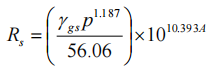 R_s = (γ_gs p^1.187 / 56.06) × 10^10.393A